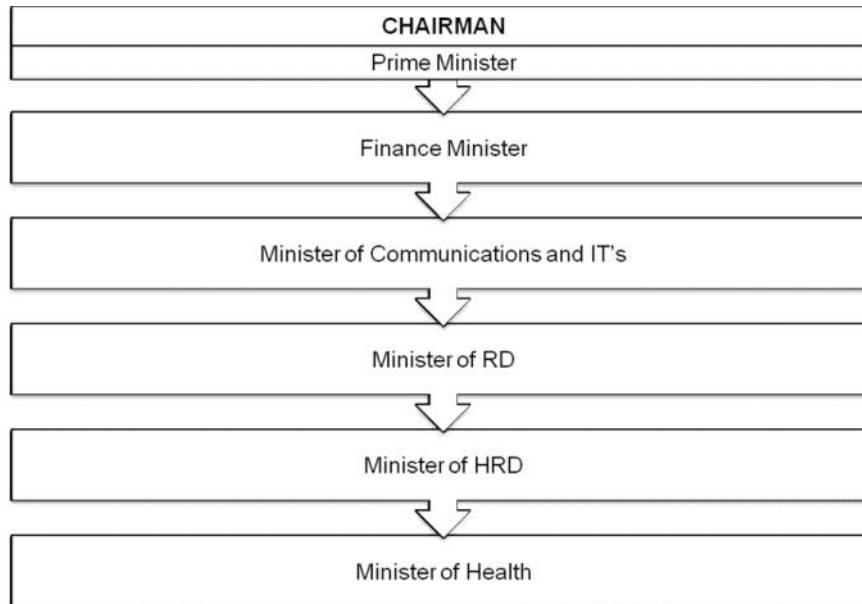 CHAIRMAN
Prime Minister
Finance Minister
Minister of Communications and IT's
Minister of RD
Minister of HRD
Minister of Health